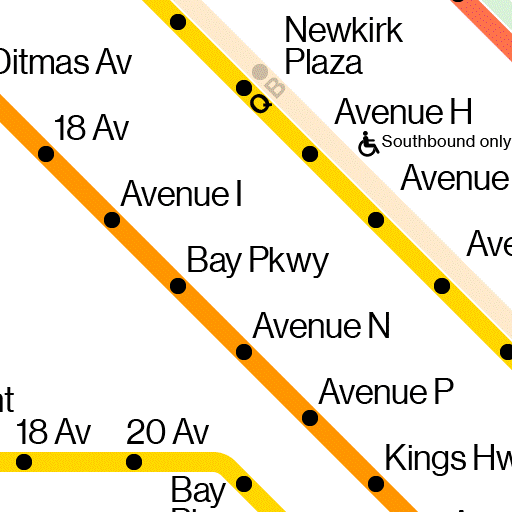 Newkirk
Plaza
Ditmas Av
B
Q
Avenue H
18 Av
Southbound only
Avenue
Avenue I
Bay Pkwy
Avenue N
Avenue P
18 Av
20 Av
Kings Hw
Bay